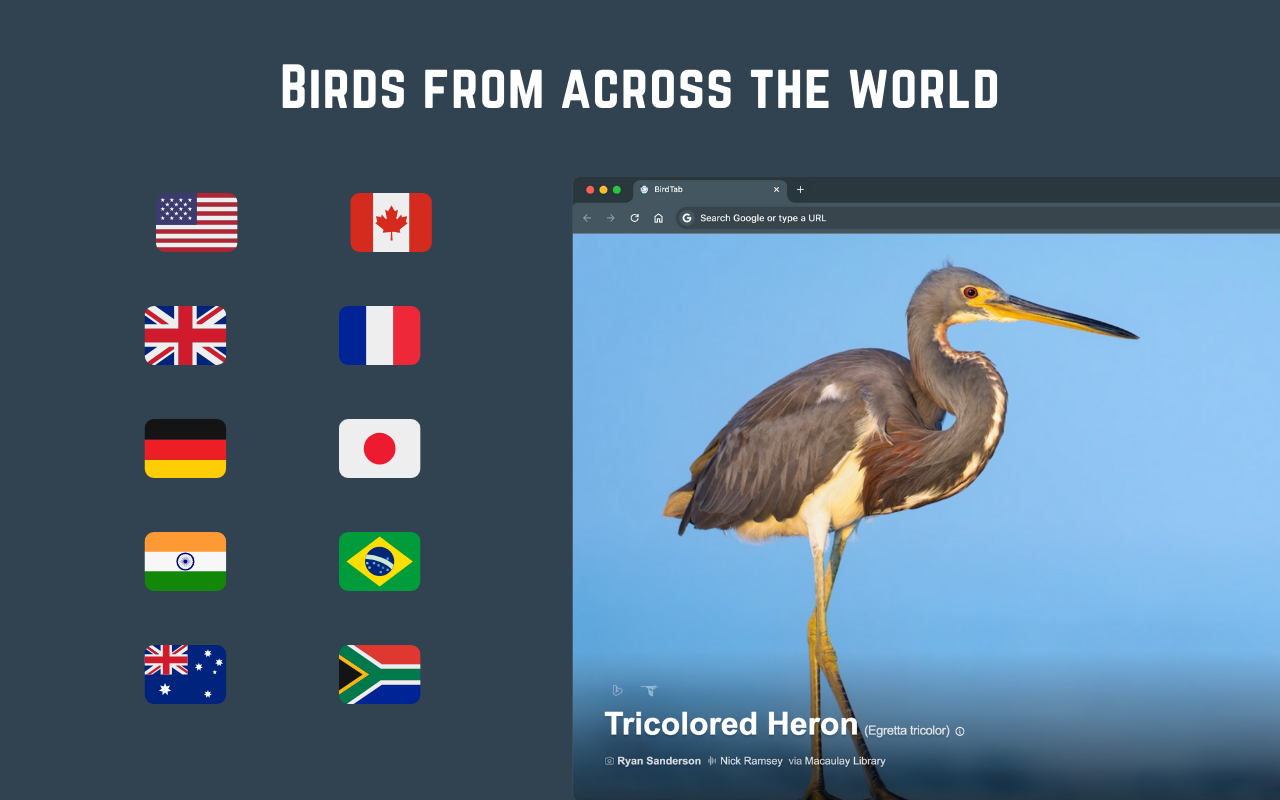 Birds from across the world
BirdTab
Search Google or type a URL
Tricolored Heron (Egretta tricolor)
Ryan Sanderson Nick Ramsey via Macaulay Library